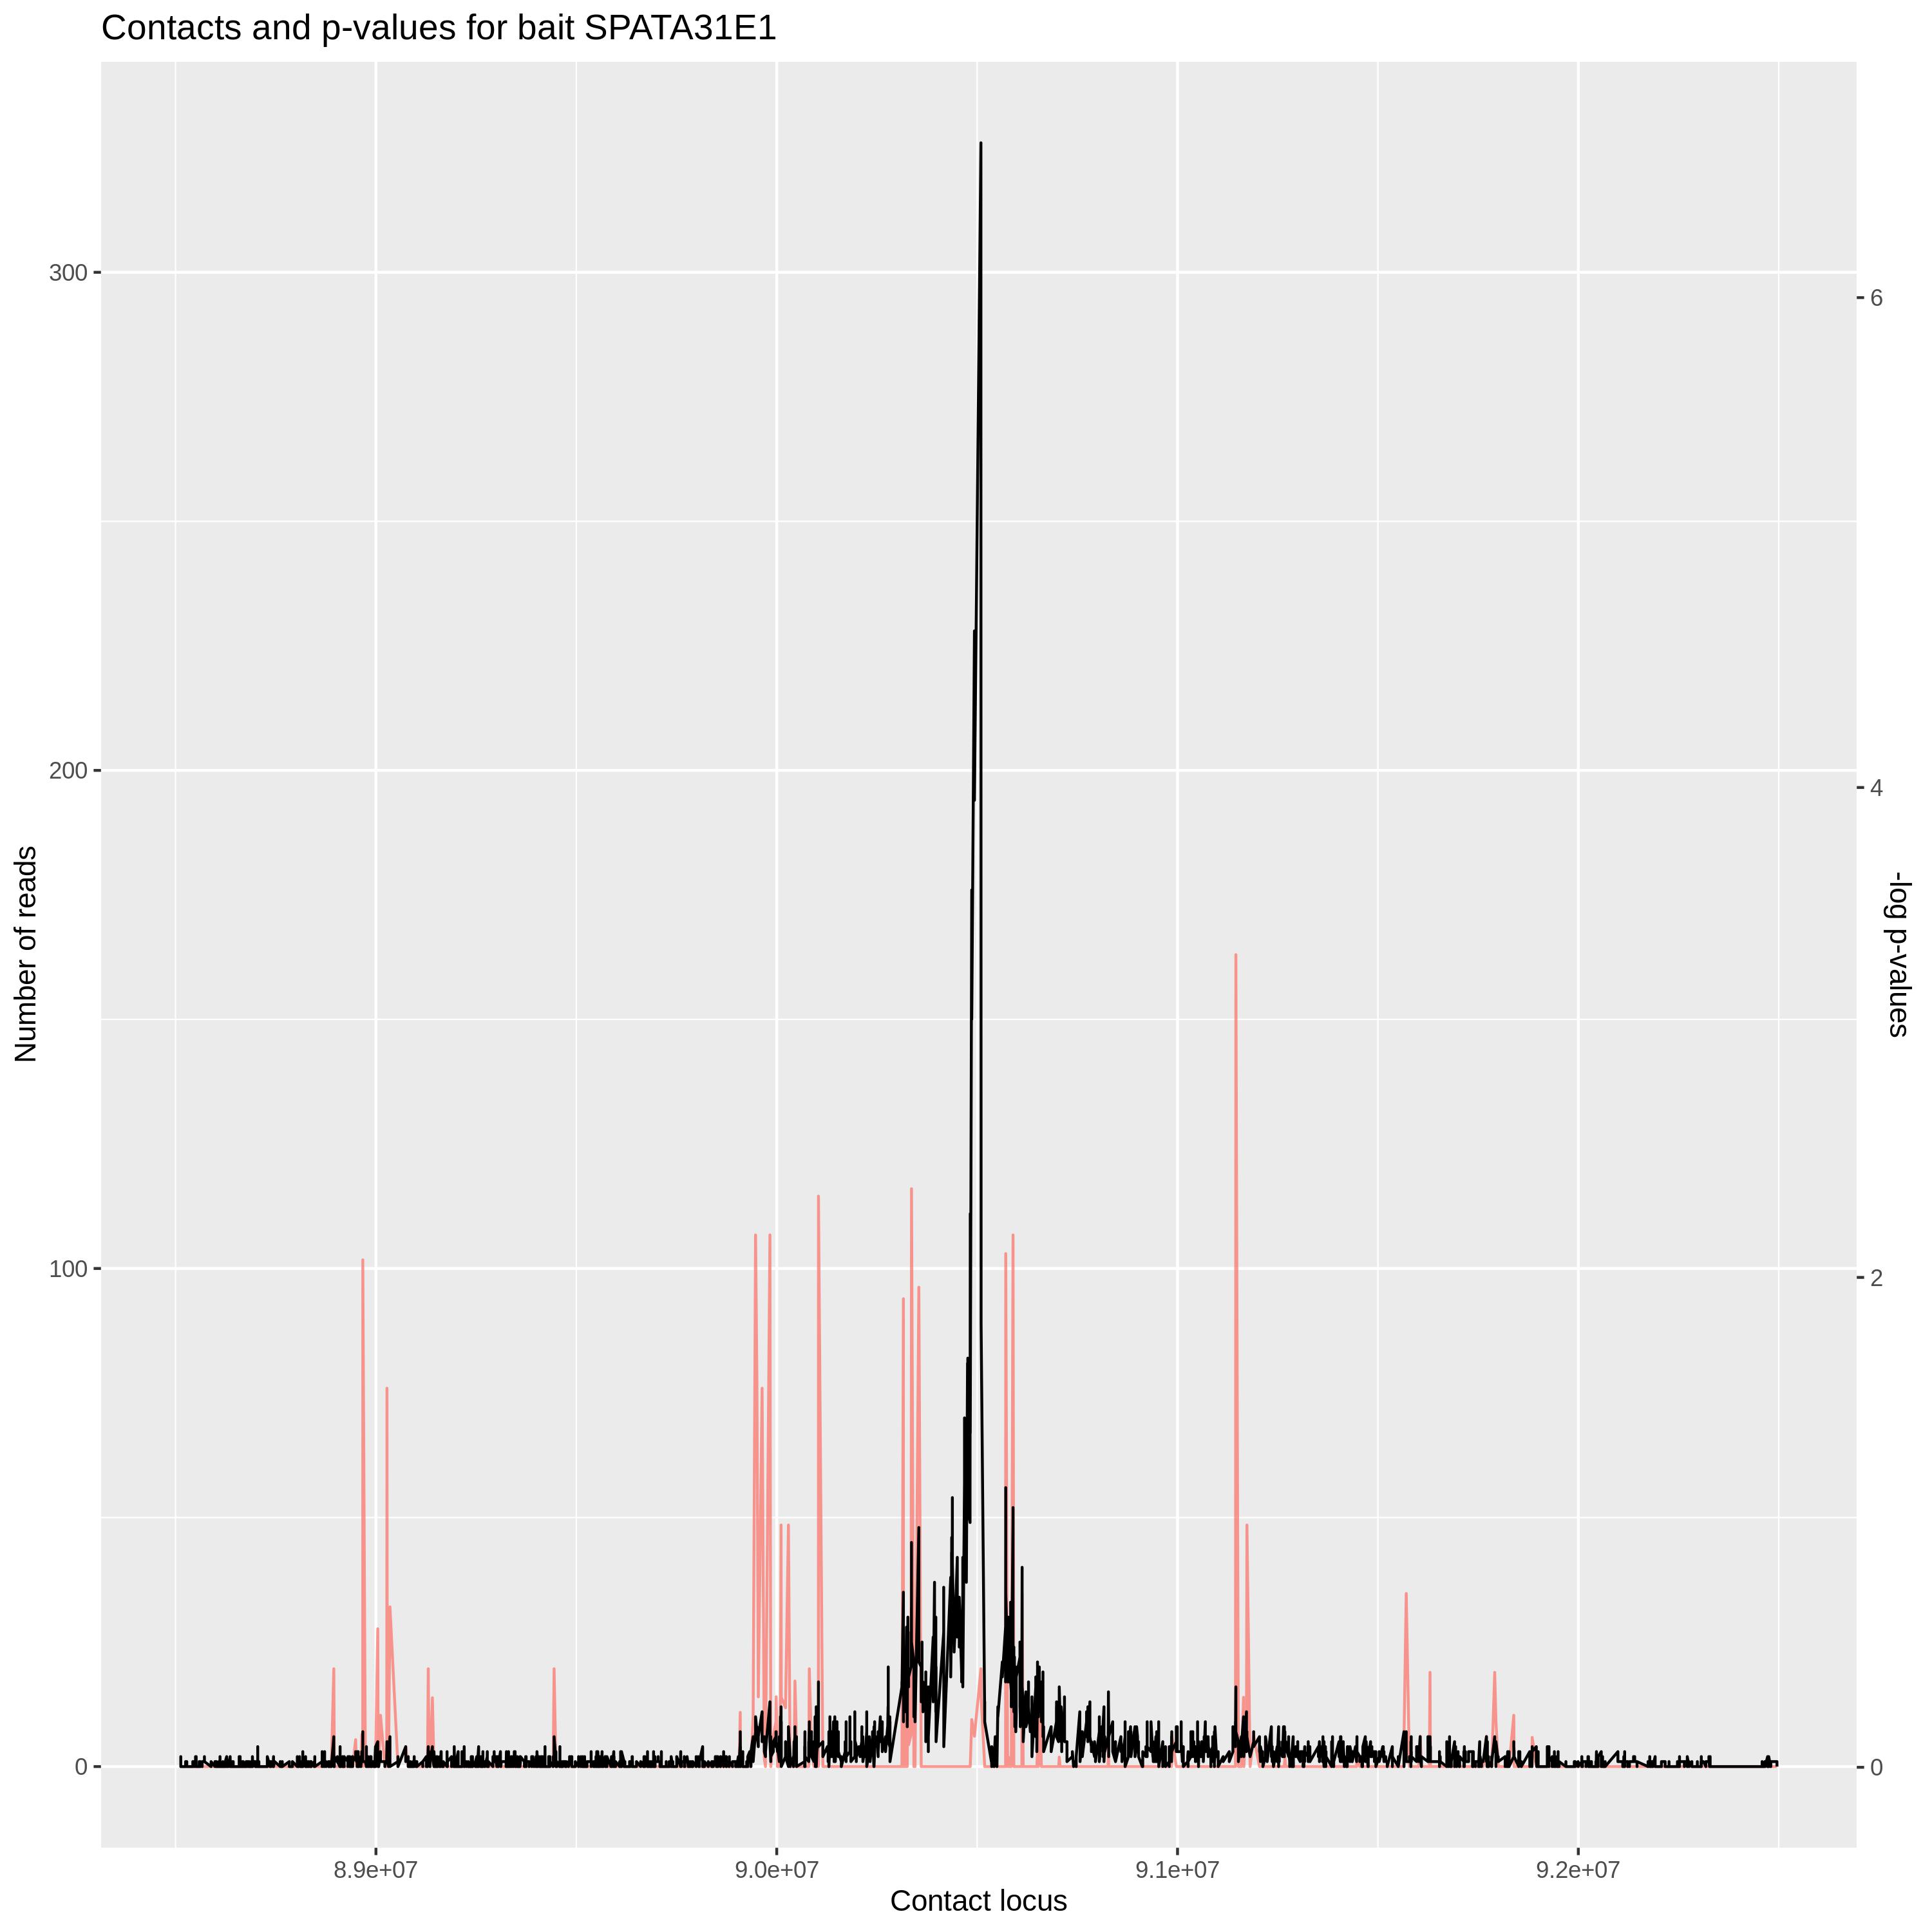 Contacts and p-values for bait SPATA31E1
300
200
100
0
Number of reads
6
4
2
0
-log p-values
8.9e+07 9.0e+07 9.1e+07 9.2e+07
Contact locus